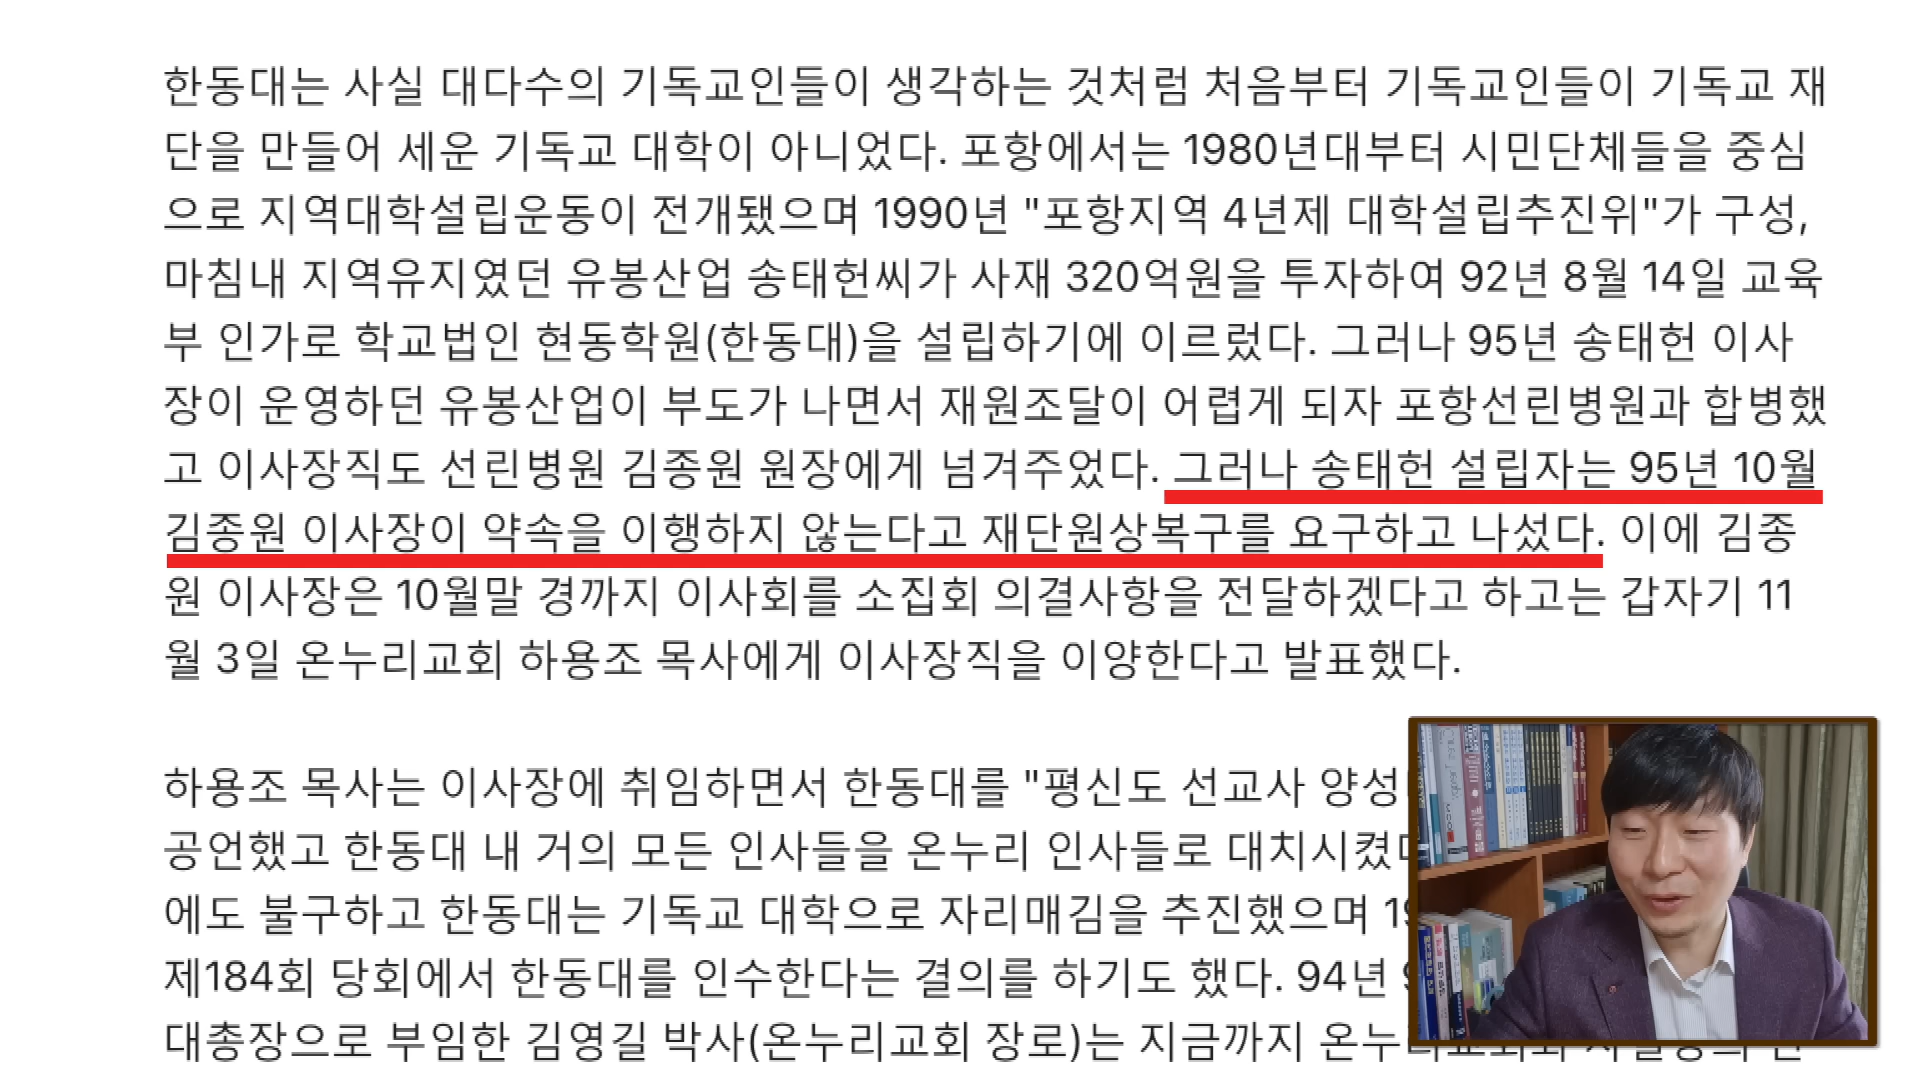 한동대는 사실 대다수의 기독교인들이 생각하는 것처럼 처음부터 기독교인들이 기독교 재
단을 만들어 세운 기독교 대학이 아니었다. 포항에서는 1980년대부터 시민단체들을 중심
으로 지역대학설립운동이 전개됐으며 1990년 "포항지역 4년제 대학설립추진위"가 구성,
마침내 지역유지였던 유봉산업 송태헌씨가 사재 320억원을 투자하여 92년 8월 14일 교육
부 인가로 학교법인 현동학원(한동대)을 설립하기에 이르렀다. 그러나 95년 송태헌 이사
장이 운영하던 유봉산업이 부도가 나면서 재원조달이 어렵게 되자 포항선린병원과 합병했
고 이사장직도 선린병원 김종원 원장에게 넘겨주었다. 그러나 송태헌 설립자는 95년 10월
김종원 이사장이 약속을 이행하지 않는다고 재단원상복구를 요구하고 나섰다. 이에 김종
원 이사장은 10월말 경까지 이사회를 소집회 의결사항을 전달하겠다고 하고는 갑자기 11
월 3일 온누리교회 하용조 목사에게 이사장직을 이양한다고 발표했다.
하용조 목사는 이사장에 취임하면서 한동대를 "평신도 선교사 양성
공언했고 한동대 내 거의 모든 인사들을 온누리 인사들로 대치시켰
에도 불구하고 한동대는 기독교 대학으로 자리매김을 추진했으며
제184회 당회에서 한동대를 인수한다는 결의를 하기도 했다. 94년
대총장으로 부임한 김영길 박사(온누리교회 장로)는 지금까지